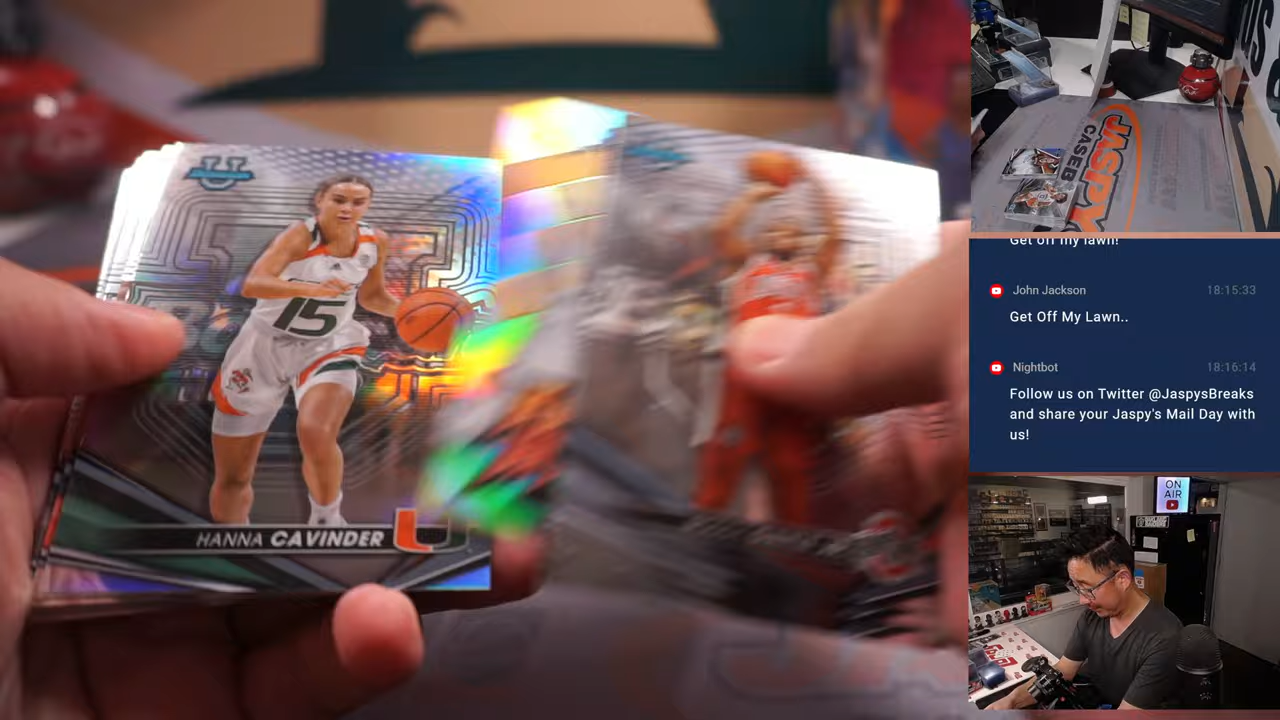 15
HANNA CAVINDER
U
JASPY
CASEB
Get off my lawn!
John Jackson 18:15:33
Get Off My Lawn..
Nightbot 18:16:14
Follow us on Twitter @JaspysBreaks
and share your Jaspy's Mail Day with
us!
ON
AIR